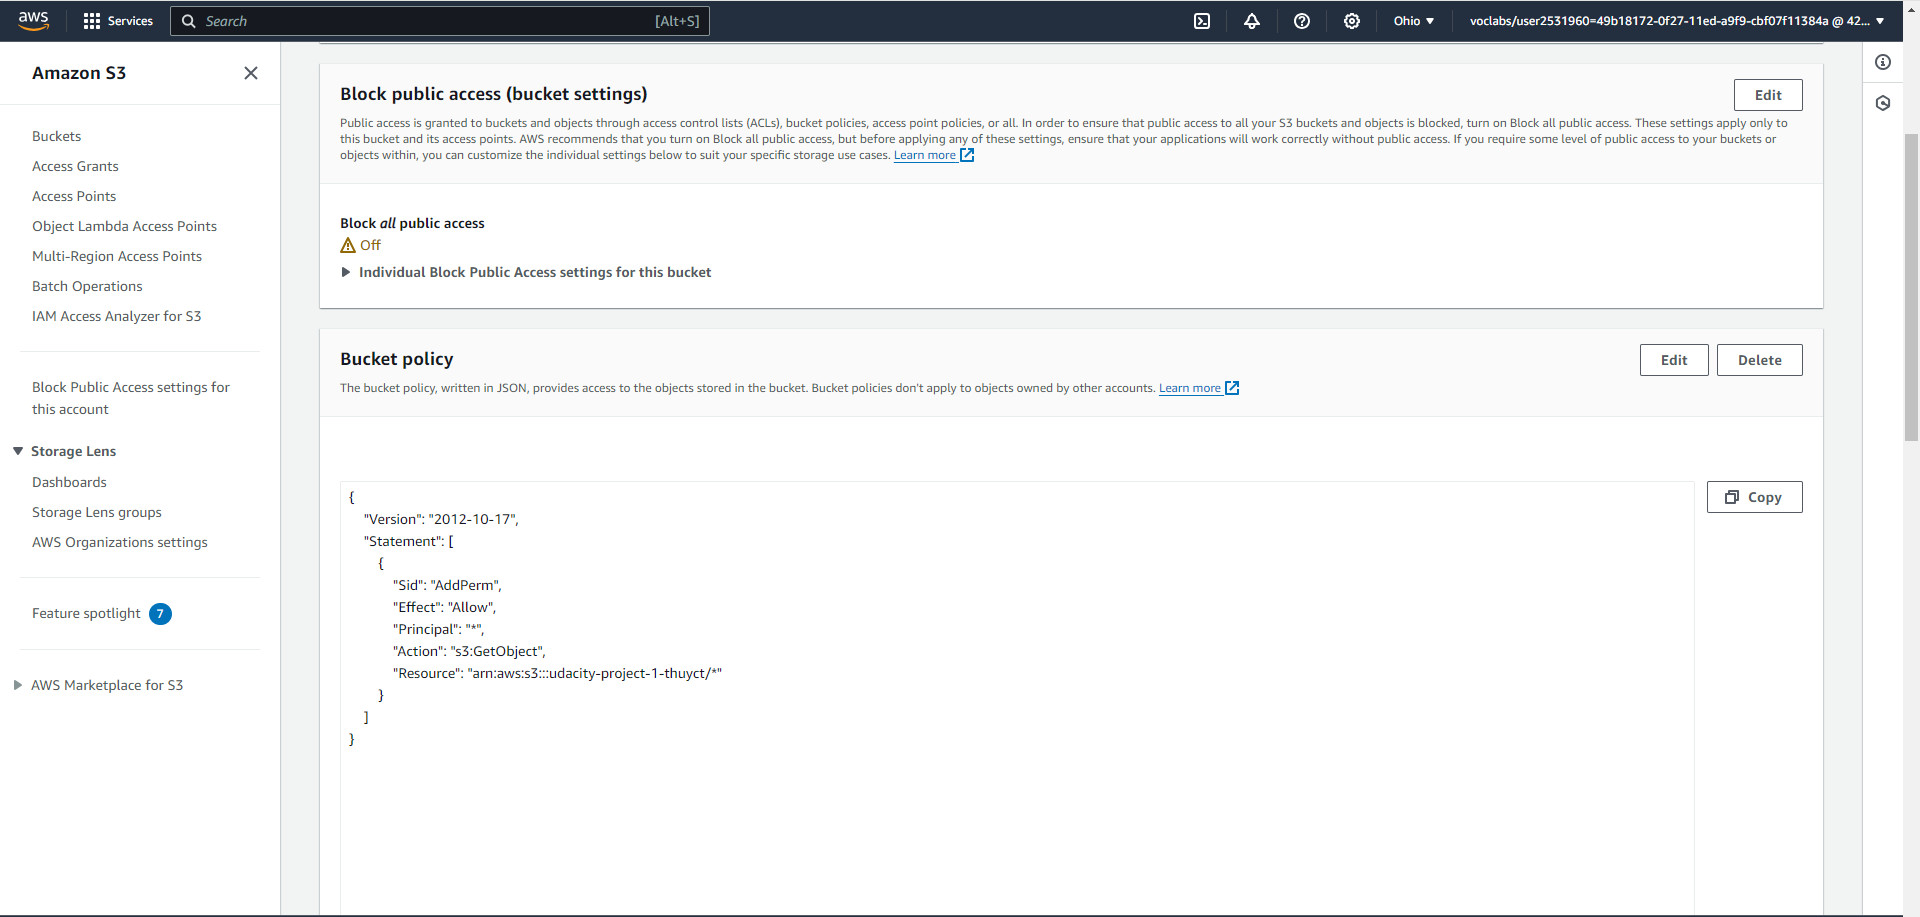 aws
Services
Search
[Alt+S]
Ohio
voclabs/user2531960=49b18172-0f27-11ed-a9f9-cbf07f11384a @ 42...
Amazon S3
Buckets
Access Grants
Access Points
Object Lambda Access Points
Multi-Region Access Points
Batch Operations
IAM Access Analyzer for S3
Block Public Access settings for
this account
Storage Lens
Dashboards
Storage Lens groups
AWS Organizations settings
Feature spotlight 7
AWS Marketplace for S3
Block public access (bucket settings)
Edit
Public access is granted to buckets and objects through access control lists (ACLs), bucket policies, access point policies, or all. In order to ensure that public access to all your S3 buckets and objects is blocked, turn on Block all public access. These settings apply only to
this bucket and its access points. AWS recommends that you turn on Block all public access, but before applying any of these settings, ensure that your applications will work correctly without public access. If you require some level of public access to your buckets or
objects within, you can customize the individual settings below to suit your specific storage use cases. Learn more
Block all public access
Off
Individual Block Public Access settings for this bucket
Bucket policy
Edit
Delete
The bucket policy, written in JSON, provides access to the objects stored in the bucket. Bucket policies don't apply to objects owned by other accounts. Learn more
Copy
{
"Version": "2012-10-17",
"Statement": [
{
"Sid": "AddPerm",
"Effect": "Allow",
"Principal": "*",
"Action": "s3:GetObject",
"Resource": "arn:aws:s3:::udacity-project-1-thuyct/*"
}
]
}